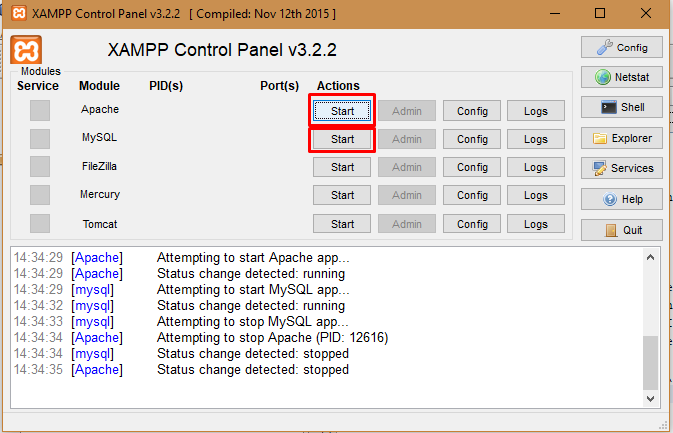 XAMPP Control Panel v3.2.2 [ Compiled: Nov 12th 2015 ]
XAMPP Control Panel v3.2.2
Config
Modules
Service Module PID(s) Port(s) Actions
Netstat
Apache Start Admin Config Logs
Shell
MySQL Start Admin Config Logs
Explorer
FileZilla Start Admin Config Logs
Services
Mercury Start Admin Config Logs
Help
Tomcat Start Admin Config Logs
Quit
14:34:29 [Apache] Attempting to start Apache app...
14:34:29 [Apache] Status change detected: running
14:34:29 [mysql] Attempting to start MySQL app...
14:34:32 [mysql] Status change detected: running
14:34:33 [mysql] Attempting to stop MySQL app...
14:34:34 [Apache] Attempting to stop Apache (PID: 12616)
14:34:34 [mysql] Status change detected: stopped
14:34:35 [Apache] Status change detected: stopped